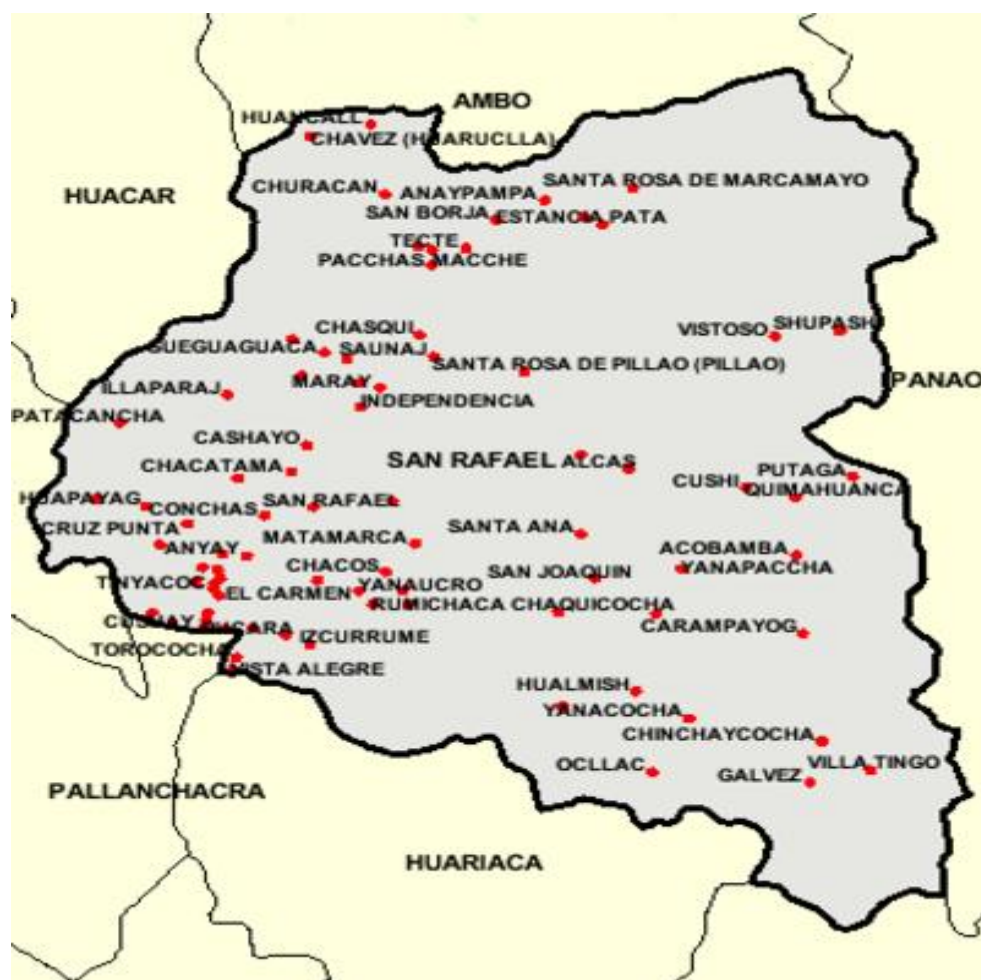 AMBO
HUANCALL
CHAVEZ (HUARUCLLA)
HUACAR
CHURACAN
ANAYPAMPA
SANTA ROSA DE MARCAMAYO
SAN BORJA
ESTANCIA PATA
TECTE
PACCHAS MACCHE
CHASQUI
VISTOSO
SHUPASH
GUEGUAGUACA
SAUNAJ
SANTA ROSA DE PILLAO (PILLAO)
ILLAPARAJ
MARAY
PANAO
INDEPENDENCIA
PATACANCHA
CASHAYO
SAN RAFAEL
ALCAS
CHACATAMA
PUTAGA
CUSHI
QUIMAHUANCA
HUAPAYAG
CONCHAS
SAN RAFAEL
CRUZ PUNTA
MATAMARCA
SANTA ANA
ANYAY
ACOBAMBA
CHACOS
SAN JOAQUIN
YANAPACCHA
TINYACOC
EL CARMEN
YANAUCRO
RUMICHACA
CHAQUICOCHA
CARAMPAYOG
IZCURRUME
TOROCOCHA
VISTA ALEGRE
HUALMISH
YANACOCHA
CHINCHAYCOCHA
OCLLAC
GALVEZ
VILLA TINGO
PALLANCHACRA
HUARIACA